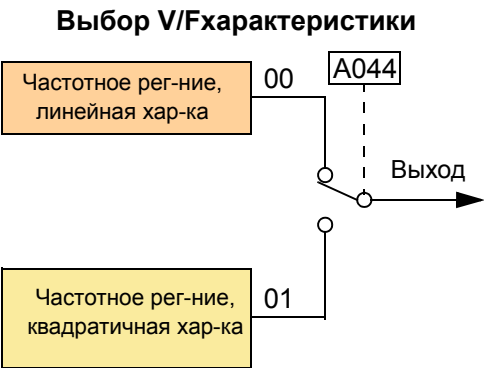 Выбор V/Fхарактеристики
Частотное рег-ние,
линейная хар-ка
00
A044
Выход
Частотное рег-ние,
квадратичная хар-ка
01